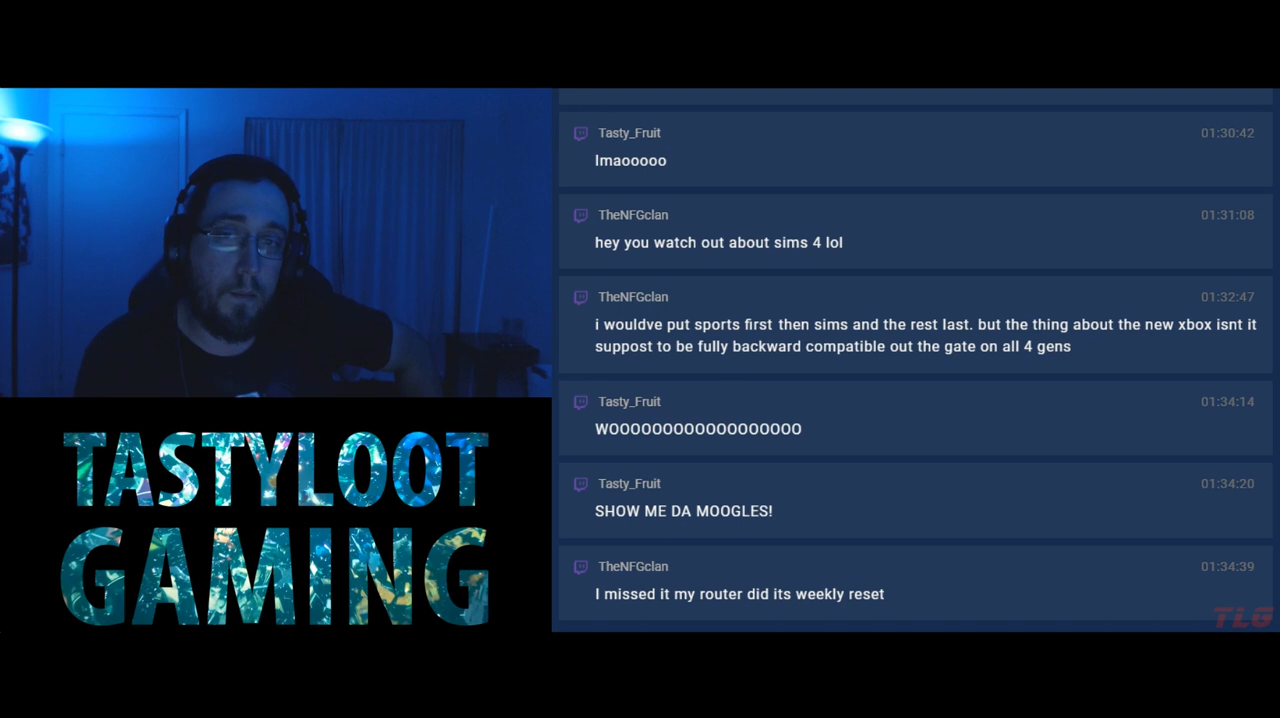 Tasty_Fruit 01:30:42
lmaooooo
TheNFGclan 01:31:08
hey you watch out about sims 4 lol
TheNFGclan 01:32:47
i wouldve put sports first then sims and the rest last. but the thing about the new xbox isnt it
suppost to be fully backward compatible out the gate on all 4 gens
Tasty_Fruit 01:34:14
WOOOOOOOOOOOOOOOOOO
Tasty_Fruit 01:34:20
SHOW ME DA MOOGLES!
TheNFGclan 01:34:39
I missed it my router did its weekly reset
TLG
TASTYLOOT
GAMING